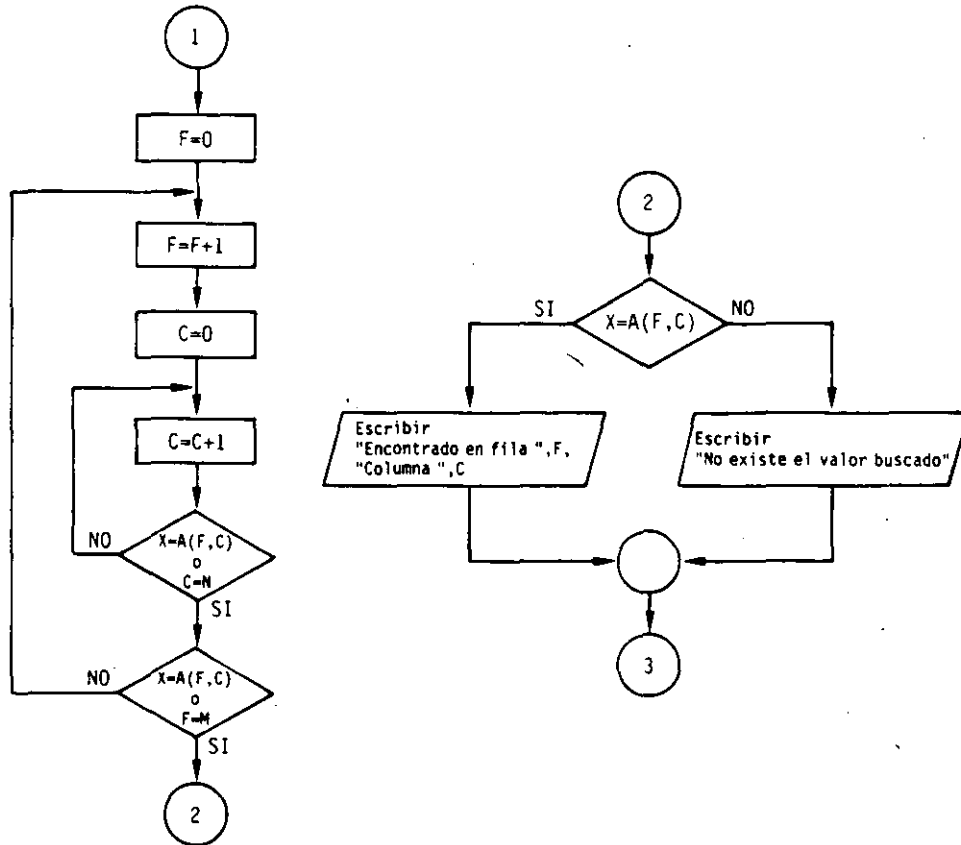 1
F=0
F=F+1
C=0
C=C+1
X=A(F,C)
o
C=N
NO
SI
X=A(F,C)
o
F=M
NO
SI
2
2
X=A(F,C)
SI
NO
Escribir
"Encontrado en fila ",F,
"Columna ",C
Escribir
"No existe el valor buscado"
3